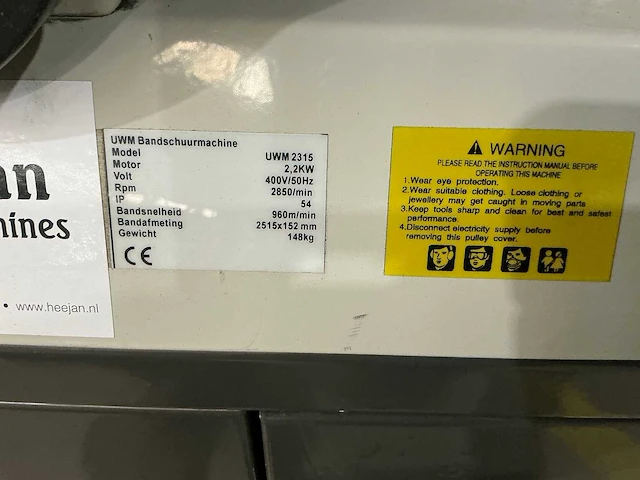 an
hines
• www.heejan.nl
UWM Bandschuurmachine
Model UWM 2315
Motor 2,2KW
Volt 400V/50Hz
Rpm 2850/min
IP 54
Bandsnelheid 960m/min
Bandafmeting 2515x152 mm
Gewicht 148kg
CE
WARNING
PLEASE READ THE INSTRUCTION MANUAL BEFORE
OPERATING THIS MACHINE
1.Wear eye protection.
2.Wear suitable clothing. Loose clothing or
jewellery may get caught in moving parts
3.Keep tools sharp and clean for best and safest
performance.
4.Disconnect electricity supply before
removing this pulley cover.